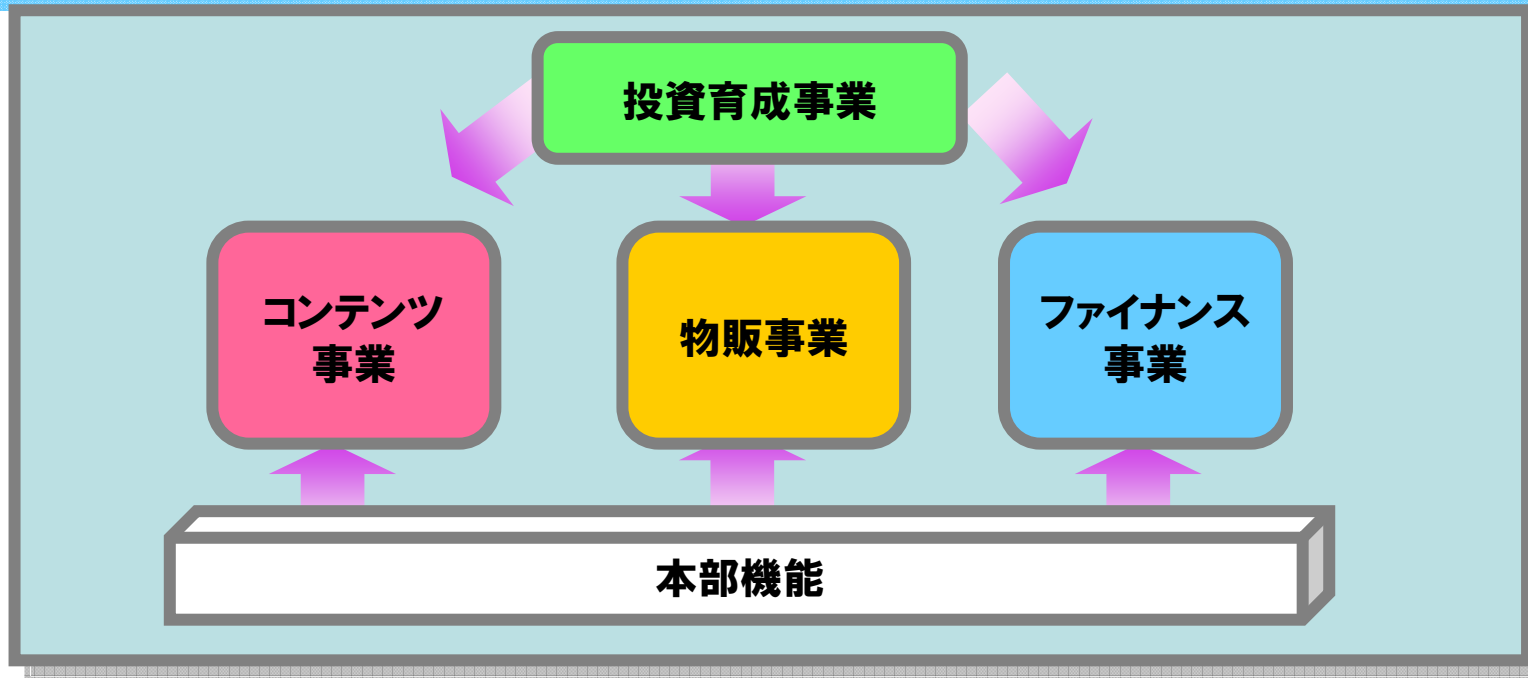 投資育成事業
コンテンツ
事業
物販事業
ファイナンス
事業
本部機能